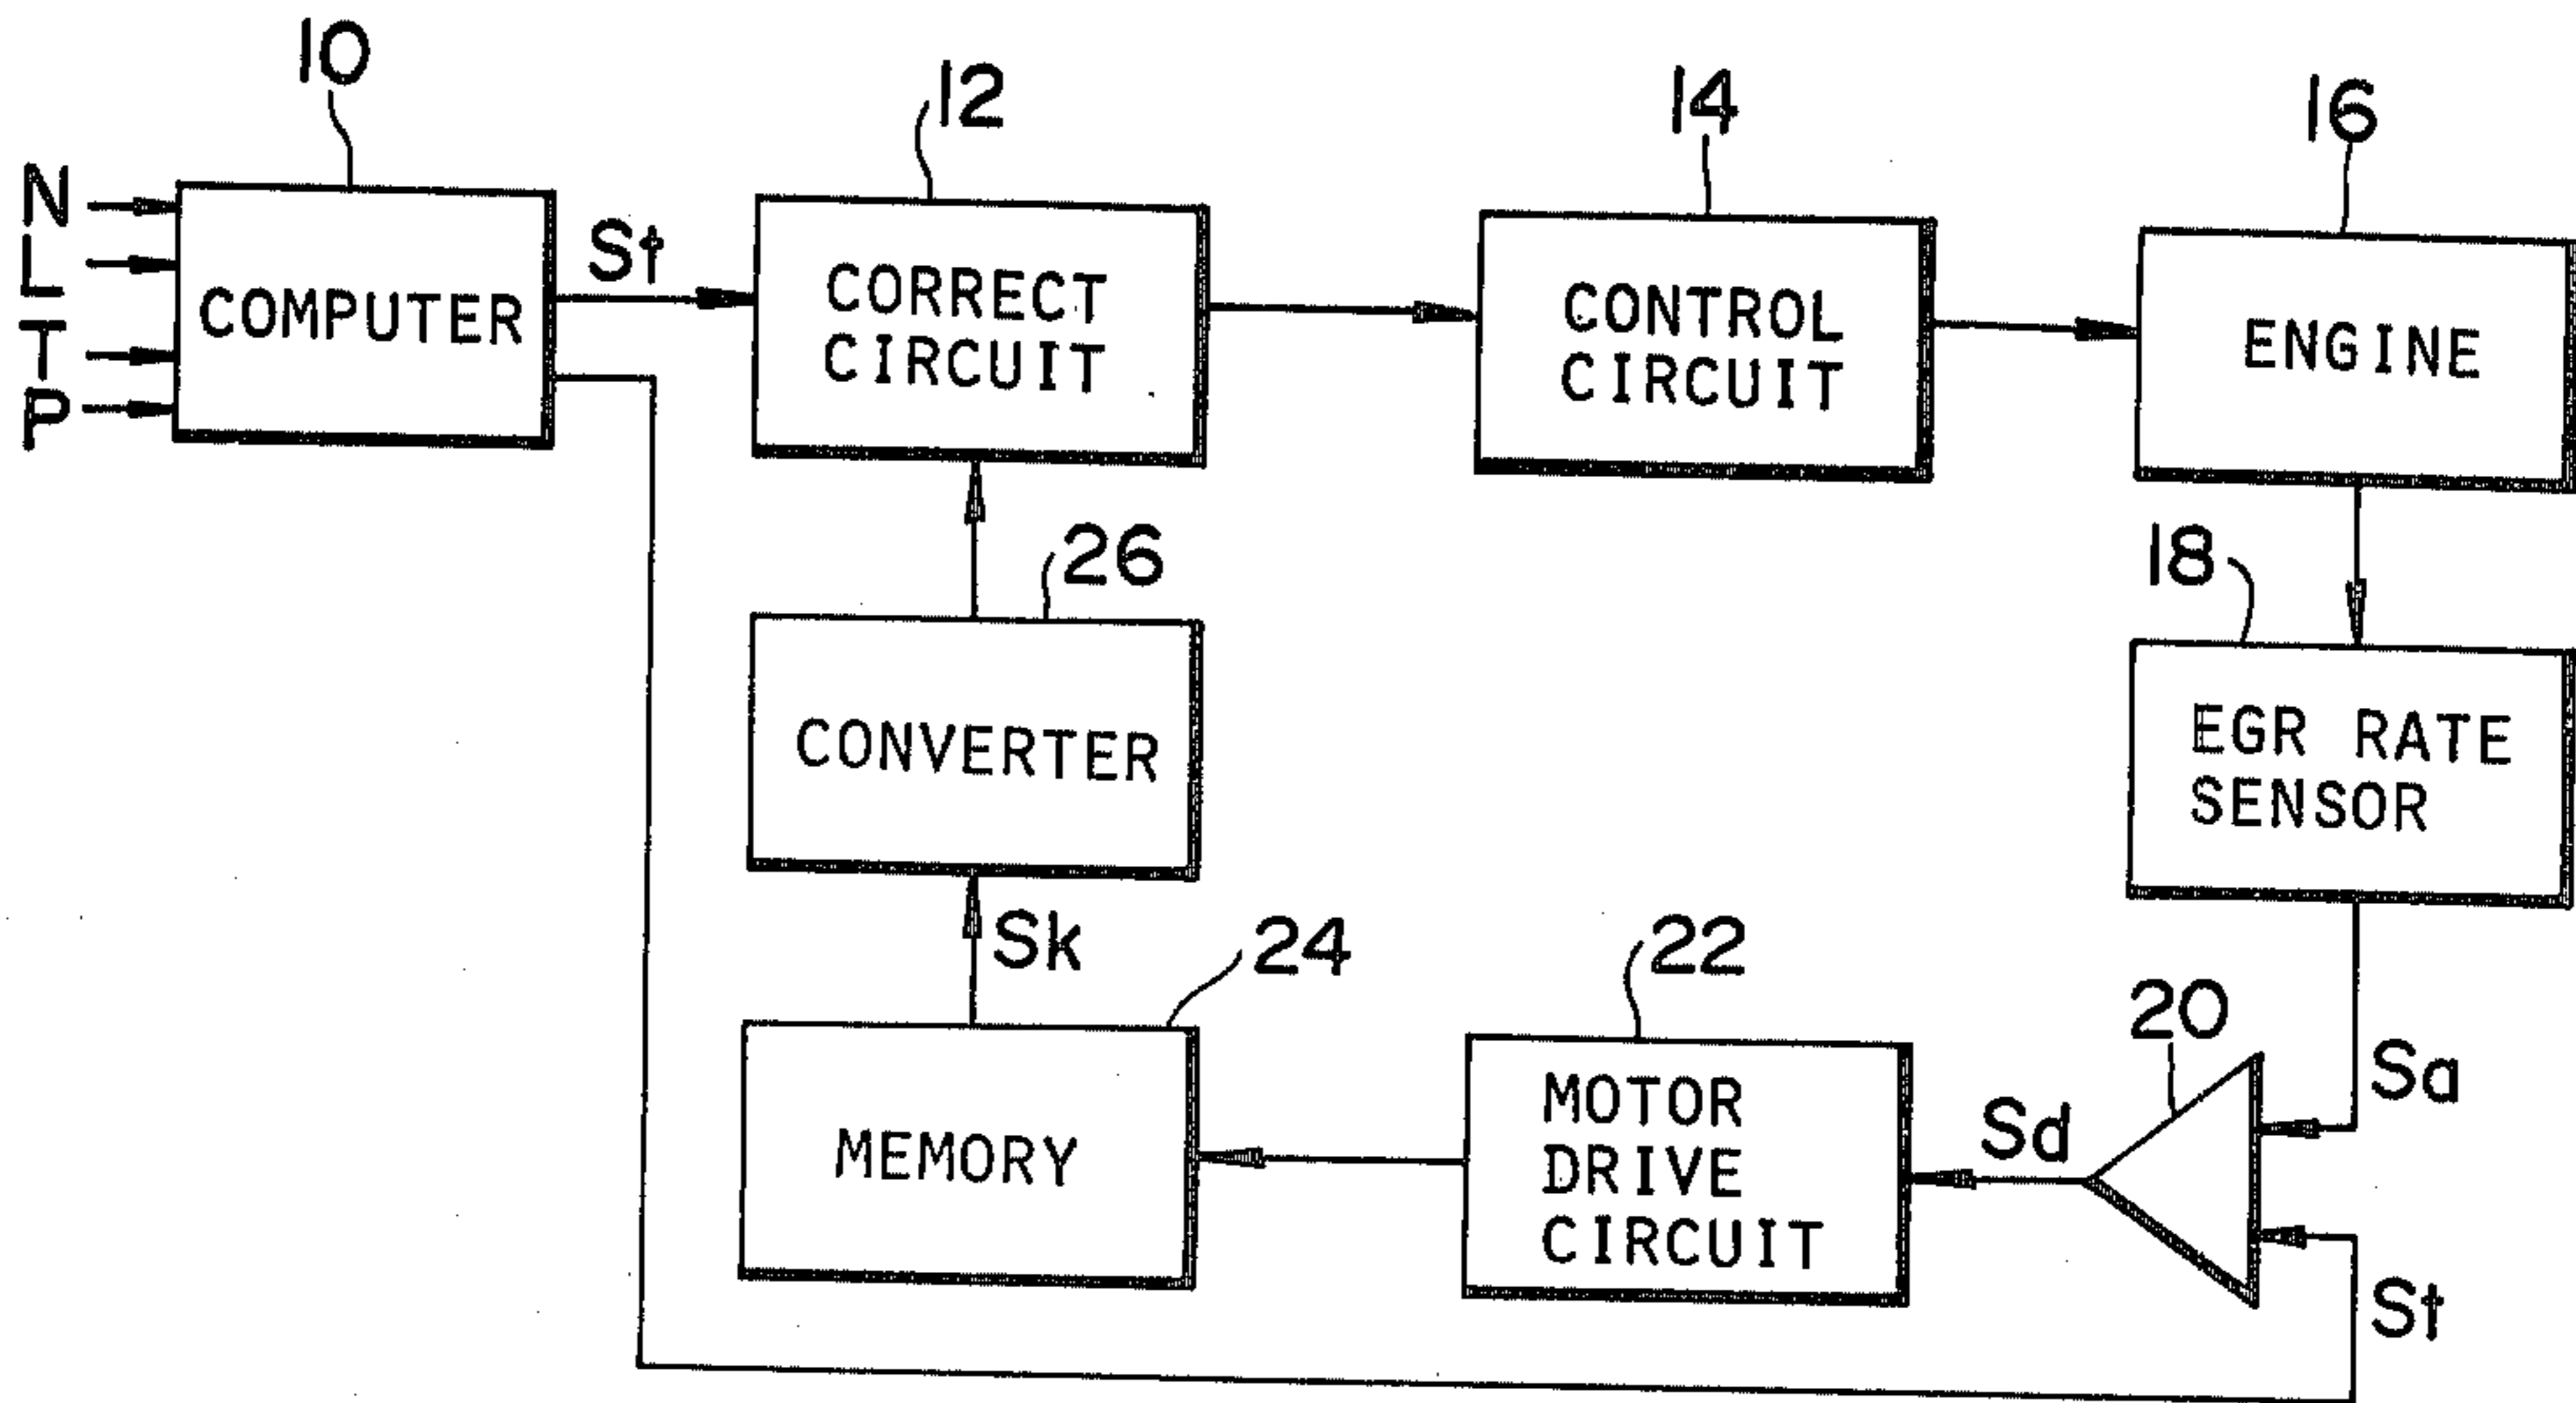 10
12
14
16
N
L
T
P
COMPUTER
St
CORRECT
CIRCUIT
CONTROL
CIRCUIT
ENGINE
26
18
CONVERTER
EGR RATE
SENSOR
Sk
24
22
20
Sa
MEMORY
MOTOR
DRIVE
CIRCUIT
Sd
St